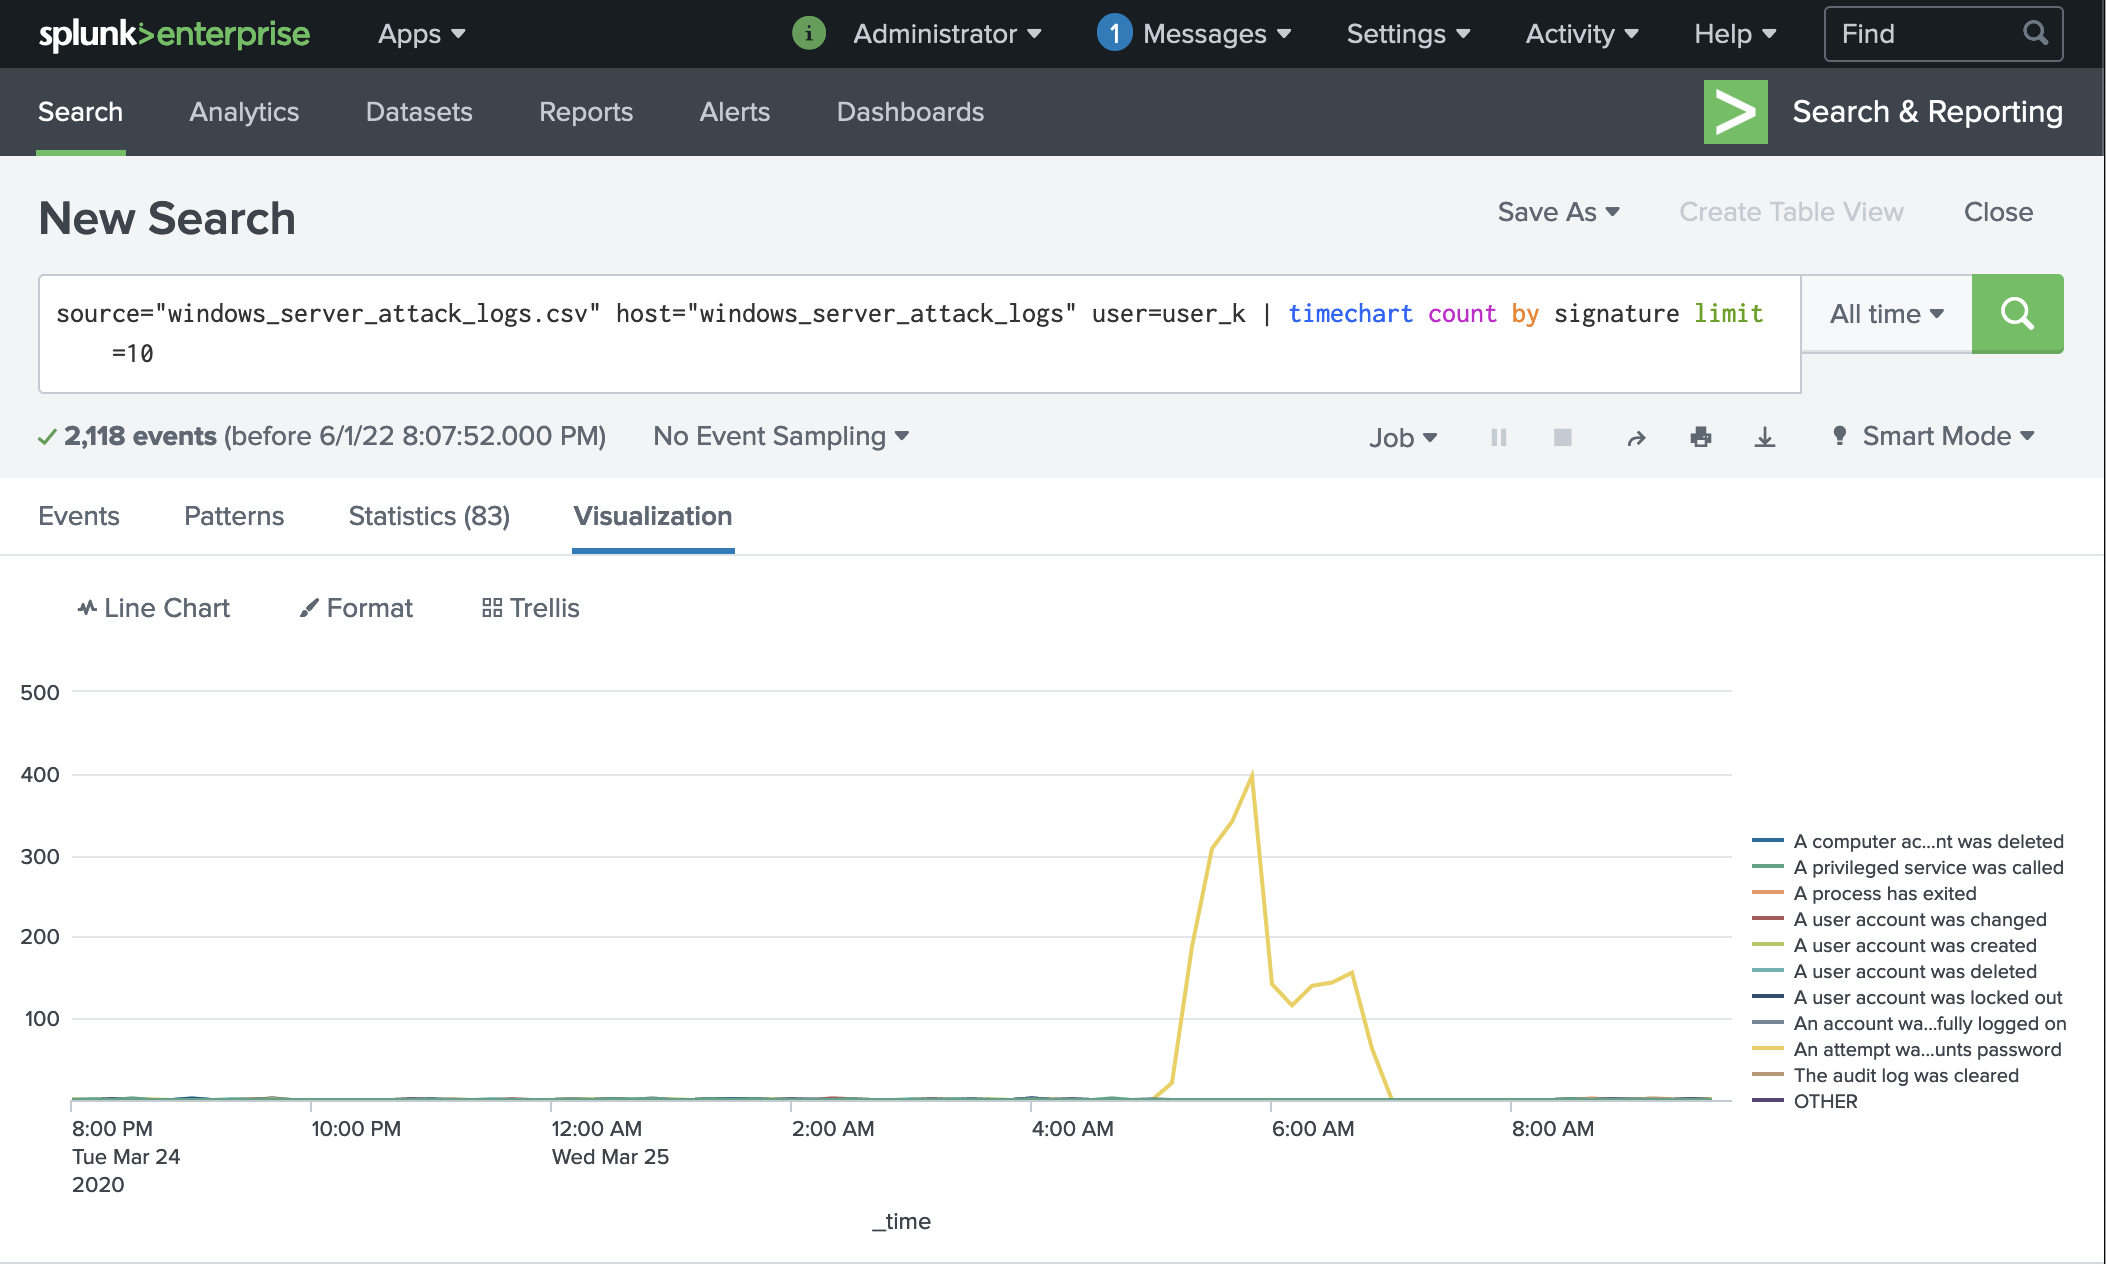 splunk>enterprise Apps i Administrator 1 Messages Settings Activity Help Find
Search Analytics Datasets Reports Alerts Dashboards > Search & Reporting
New Search Save As Create Table View Close
source="windows_server_attack_logs.csv" host="windows_server_attack_logs" user=user_k | timechart count by signature limit
=10
All time
2,118 events (before 6/1/22 8:07:52.000 PM) No Event Sampling Job Smart Mode
Events Patterns Statistics (83) Visualization
Line Chart Format Trellis
500
400
300
200
100
A computer ac...nt was deleted
A privileged service was called
A process has exited
A user account was changed
A user account was created
A user account was deleted
A user account was locked out
An account wa...fully logged on
An attempt wa...unts password
The audit log was cleared
OTHER
8:00 PM 10:00 PM 12:00 AM 2:00 AM 4:00 AM 6:00 AM 8:00 AM
Tue Mar 24 Wed Mar 25
2020
_time